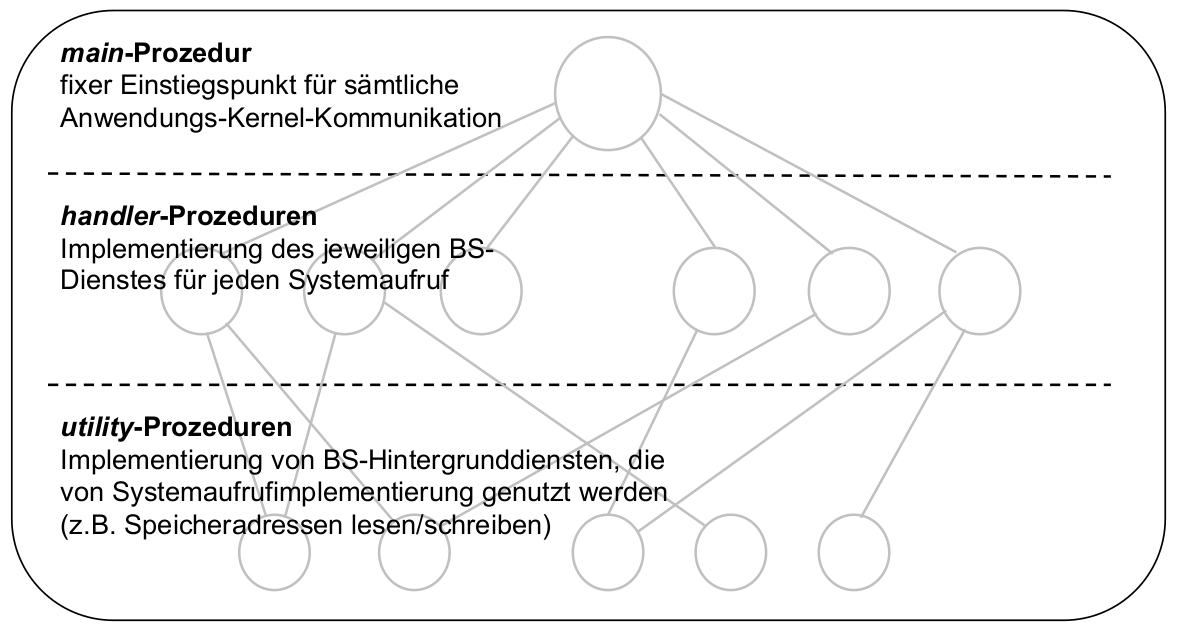 main-Prozedur
fixer Einstiegspunkt für sämtliche
Anwendungs-Kernel-Kommunikation
handler-Prozeduren
Implementierung des jeweiligen BS-
Dienstes für jeden Systemaufruf
utility-Prozeduren
Implementierung von BS-Hintergrunddiensten, die
von Systemaufrufimplementierung genutzt werden
(z.B. Speicheradressen lesen/schreiben)